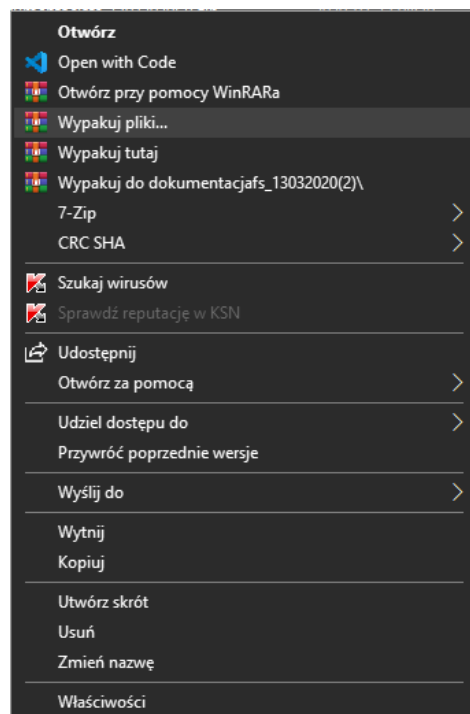 Otwórz
Open with Code
Otwórz przy pomocy WinRARa
Wypakuj pliki...
Wypakuj tutaj
Wypakuj do dokumentacjafs_13032020(2)\
7-Zip
CRC SHA
Szukaj wirusów
Sprawdź reputację w KSN
Udostępnij
Otwórz za pomocą
Udziel dostępu do
Przywróć poprzednie wersje
Wyślij do
Wytnij
Kopiuj
Utwórz skrót
Usuń
Zmień nazwę
Właściwości